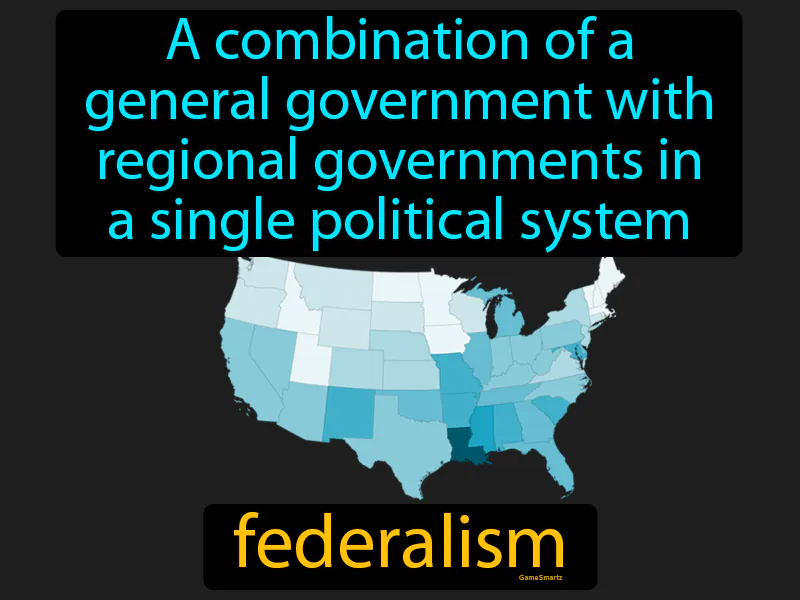 A combination of a
general government with
regional governments in
a single political system
federalism
GameSmartz